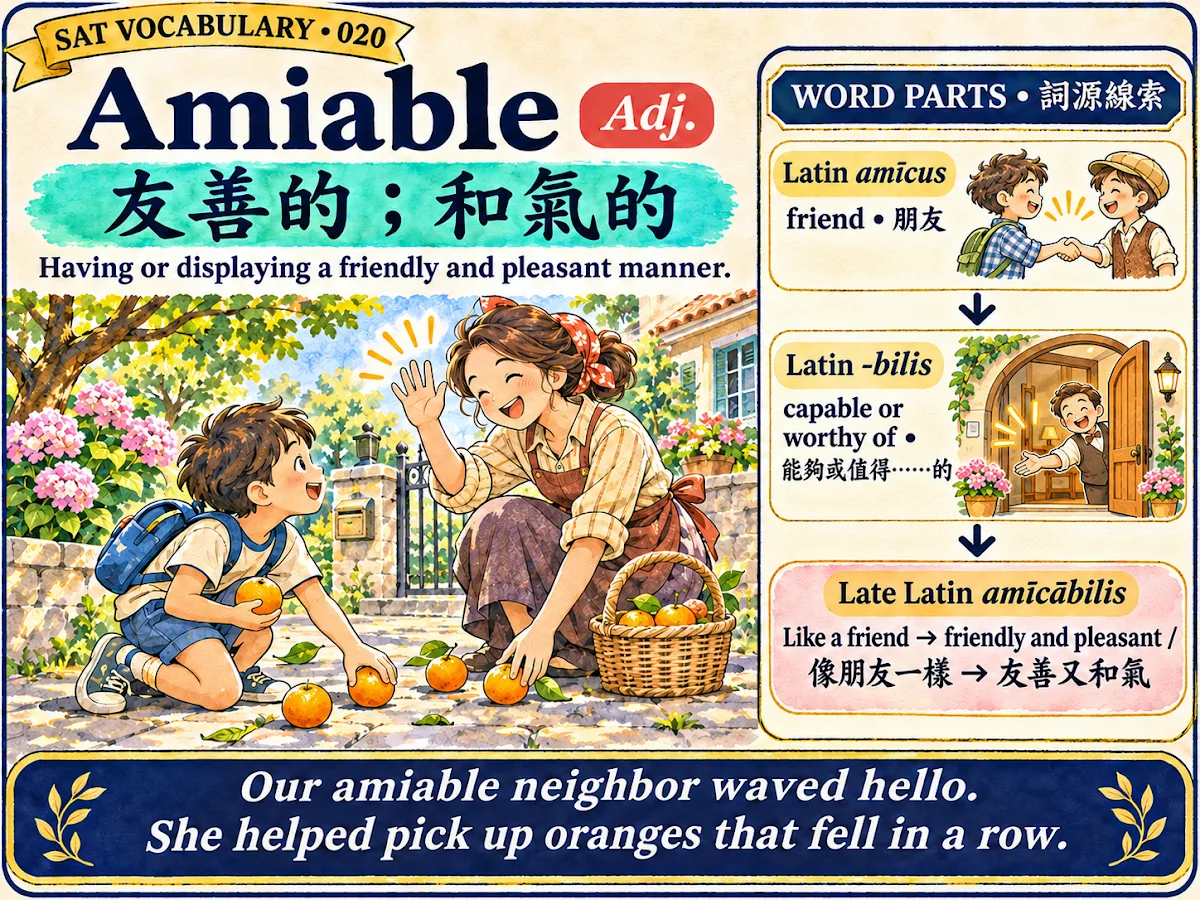 SAT VOCABULARY • 020
Amiable Adj.
友善的；和氣的
Having or displaying a friendly and pleasant manner.
WORD PARTS • 詞源線索
Latin amīcus
friend • 朋友
Latin -bilis
capable or
worthy of •
能夠或值得⋯⋯的
Late Latin amīcābilis
Like a friend → friendly and pleasant /
像朋友一樣 → 友善又和氣
Our amiable neighbor waved hello.
She helped pick up oranges that fell in a row.